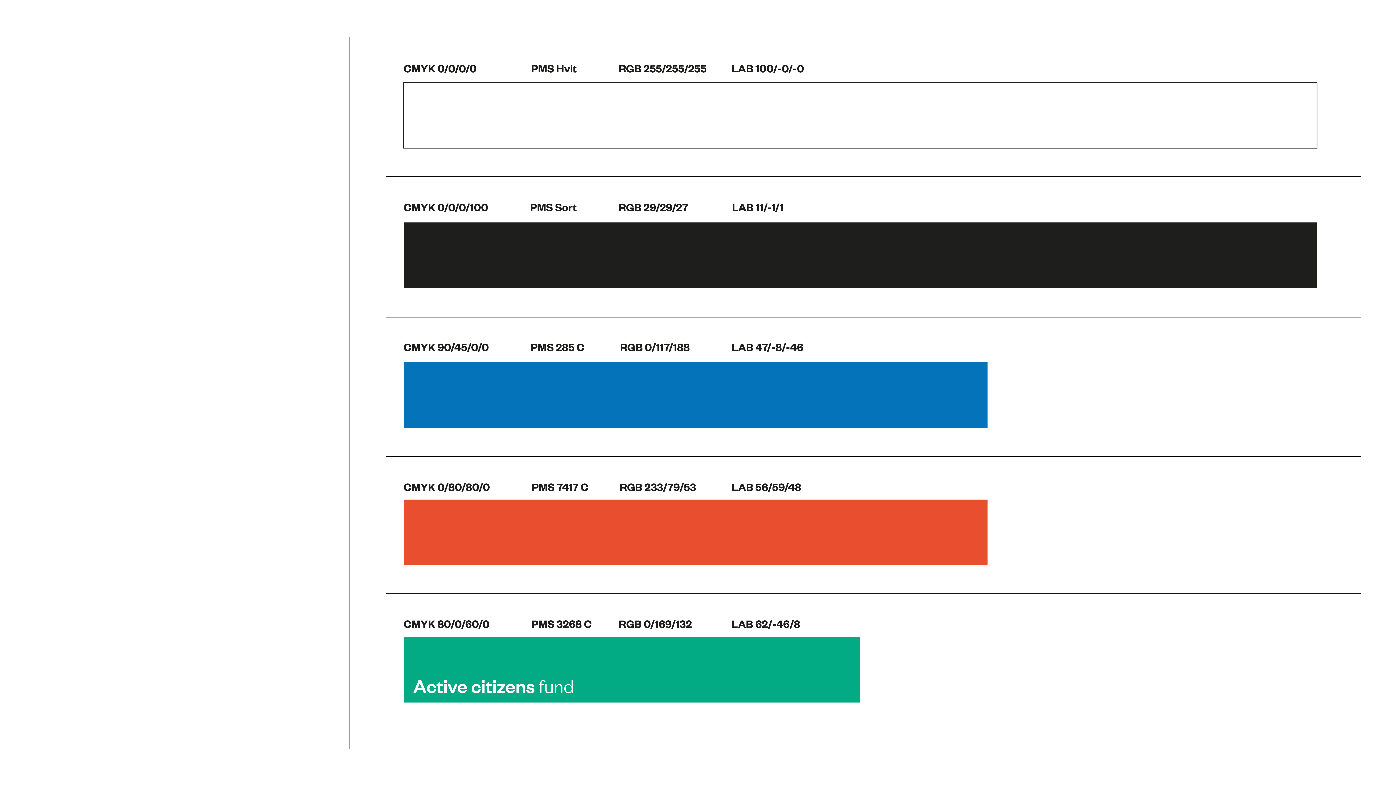 CMYK 0/0/0/0 PMS Hvit RGB 255/255/255 LAB 100/-0/-0
CMYK 0/0/0/100 PMS Sort RGB 29/29/27 LAB 11/-1/1
CMYK 90/45/0/0 PMS 285 C RGB 0/117/188 LAB 47/-8/-46
CMYK 0/80/80/0 PMS 7417 C RGB 233/79/53 LAB 56/59/48
CMYK 80/0/60/0 PMS 3268 C RGB 0/169/132 LAB 62/-46/8
Active citizens fund